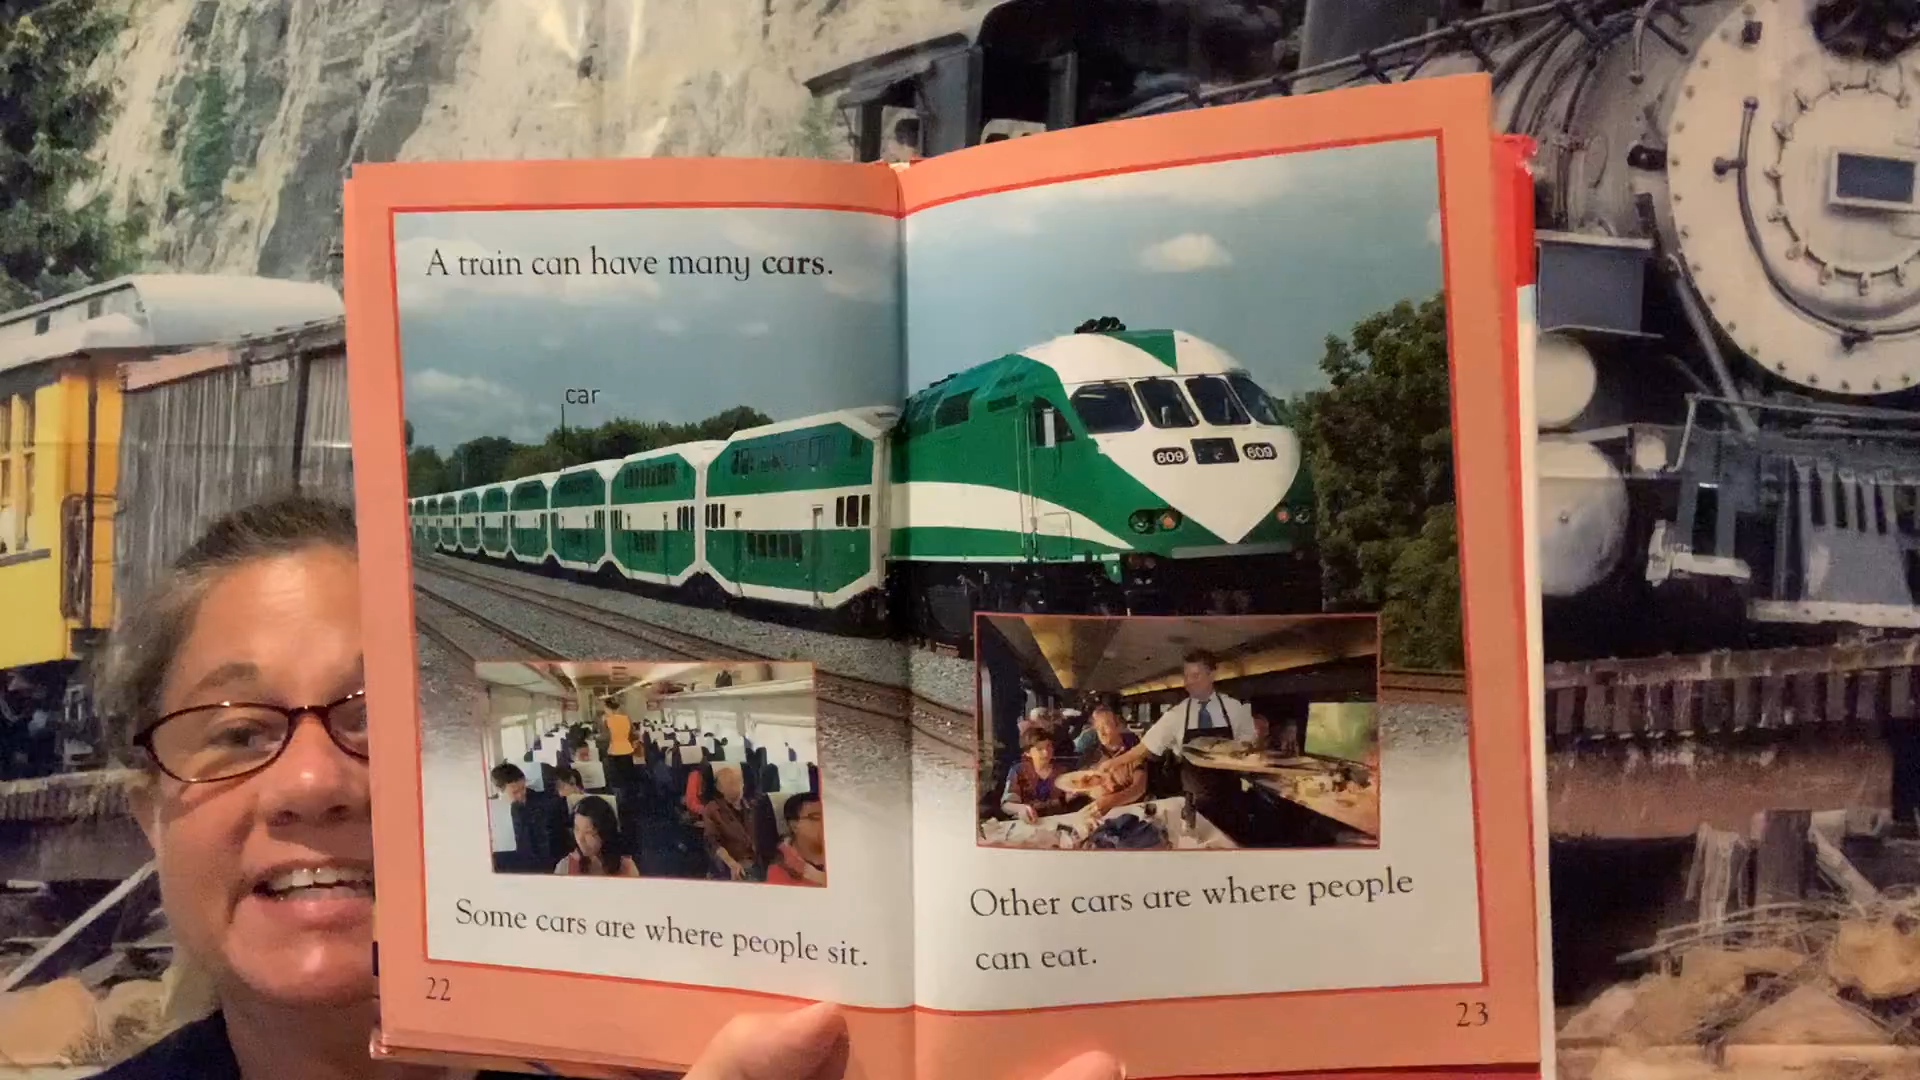 A train can have many cars.
car
609 609
Some cars are where people sit.
22
Other cars are where people
can eat.
23